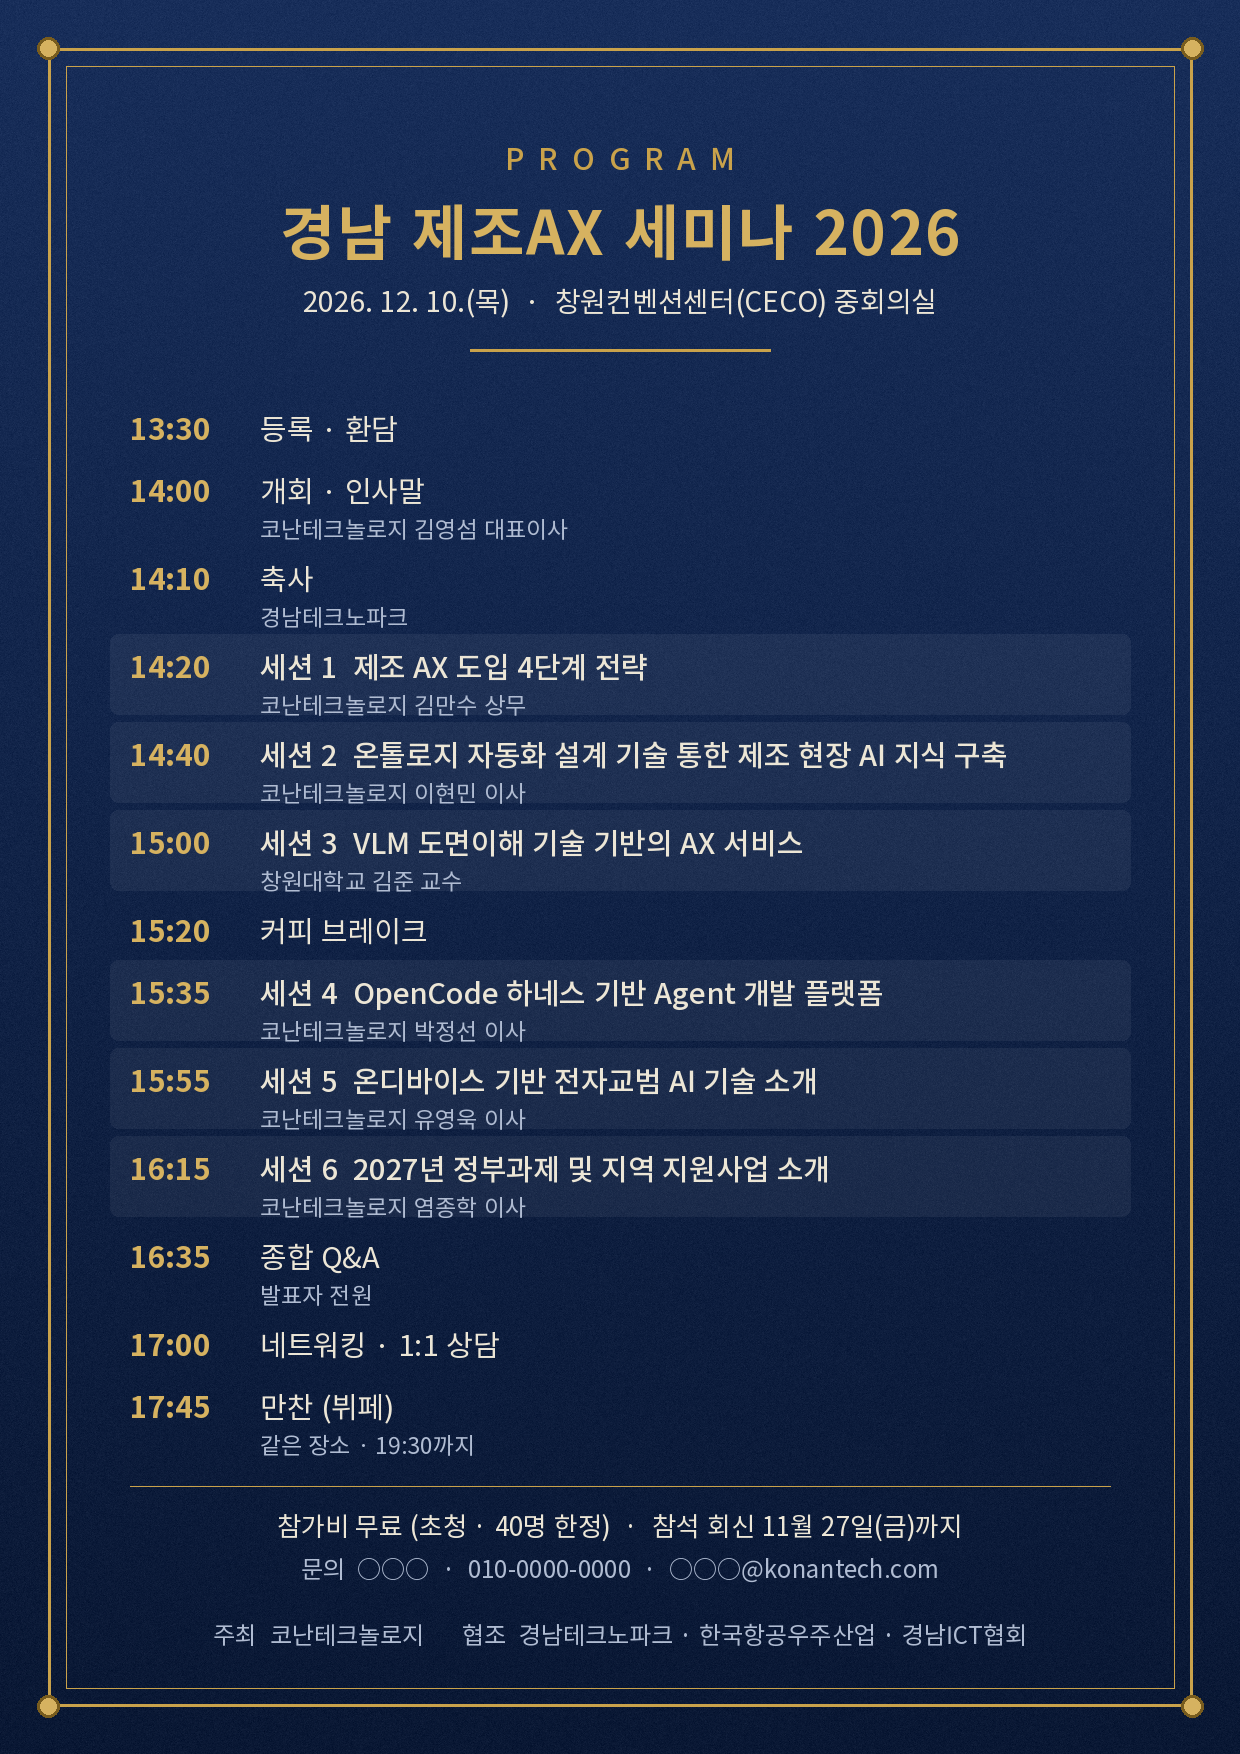 PROGRAM
경남 제조AX 세미나 2026
2026. 12. 10.(목) · 창원컨벤션센터(CECO) 중회의실
13:30 등록 · 환담
14:00 개회 · 인사말
코난테크놀로지 김영섬 대표이사
14:10 축사
경남테크노파크
14:20 세션 1 제조 AX 도입 4단계 전략
코난테크놀로지 김만수 상무
14:40 세션 2 온톨로지 자동화 설계 기술 통한 제조 현장 AI 지식 구축
코난테크놀로지 이현민 이사
15:00 세션 3 VLM 도면이해 기술 기반의 AX 서비스
창원대학교 김준 교수
15:20 커피 브레이크
15:35 세션 4 OpenCode 하네스 기반 Agent 개발 플랫폼
코난테크놀로지 박정선 이사
15:55 세션 5 온디바이스 기반 전자교범 AI 기술 소개
코난테크놀로지 유영욱 이사
16:15 세션 6 2027년 정부과제 및 지역 지원사업 소개
코난테크놀로지 염종학 이사
16:35 종합 Q&A
발표자 전원
17:00 네트워킹 · 1:1 상담
17:45 만찬 (뷔페)
같은 장소 · 19:30까지
참가비 무료 (초청 · 40명 한정) · 참석 회신 11월 27일(금)까지
문의 ○○○ · 010-0000-0000 · ○○○@konantech.com
주최 코난테크놀로지 협조 경남테크노파크 · 한국항공우주산업 · 경남ICT협회